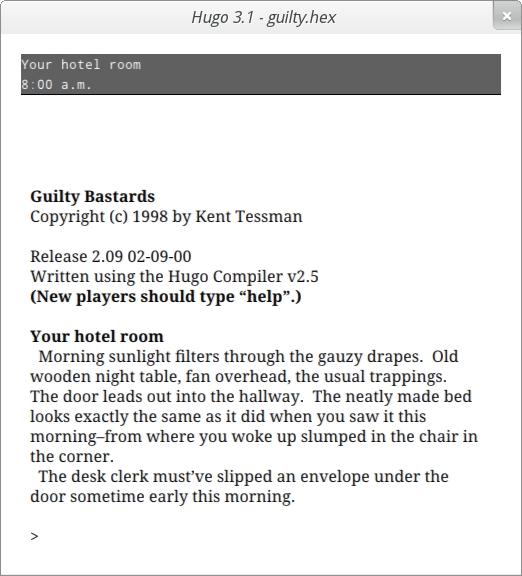 Hugo 3.1 - guilty.hex
Your hotel room
8:00 a.m.
Guilty Bastards
Copyright (c) 1998 by Kent Tessman
Release 2.09 02-09-00
Written using the Hugo Compiler v2.5
(New players should type “help”.)
Your hotel room
Morning sunlight filters through the gauzy drapes.  Old
wooden night table, fan overhead, the usual trappings.
The door leads out into the hallway.  The neatly made bed
looks exactly the same as it did when you saw it this
morning–from where you woke up slumped in the chair in
the corner.
The desk clerk must’ve slipped an envelope under the
door sometime early this morning.
>